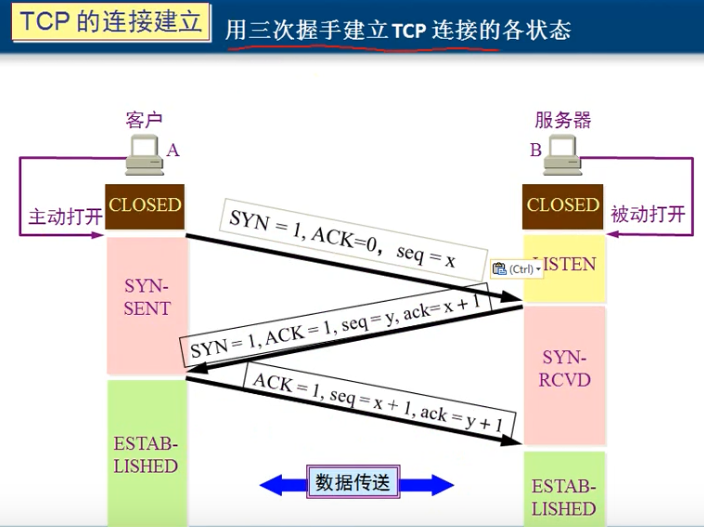 TCP 的连接建立
用三次握手建立 TCP 连接的各状态
客户
服务器
A
B
CLOSED
CLOSED
主动打开
被动打开
SYN = 1, ACK=0, seq = x
(Ctrl)
LISTEN
SYN-
SENT
SYN = 1, ACK = 1, seq = y, ack= x + 1
SYN-
RCVD
ACK = 1, seq = x + 1, ack = y + 1
ESTAB-
LISHED
数据传送
ESTAB-
LISHED